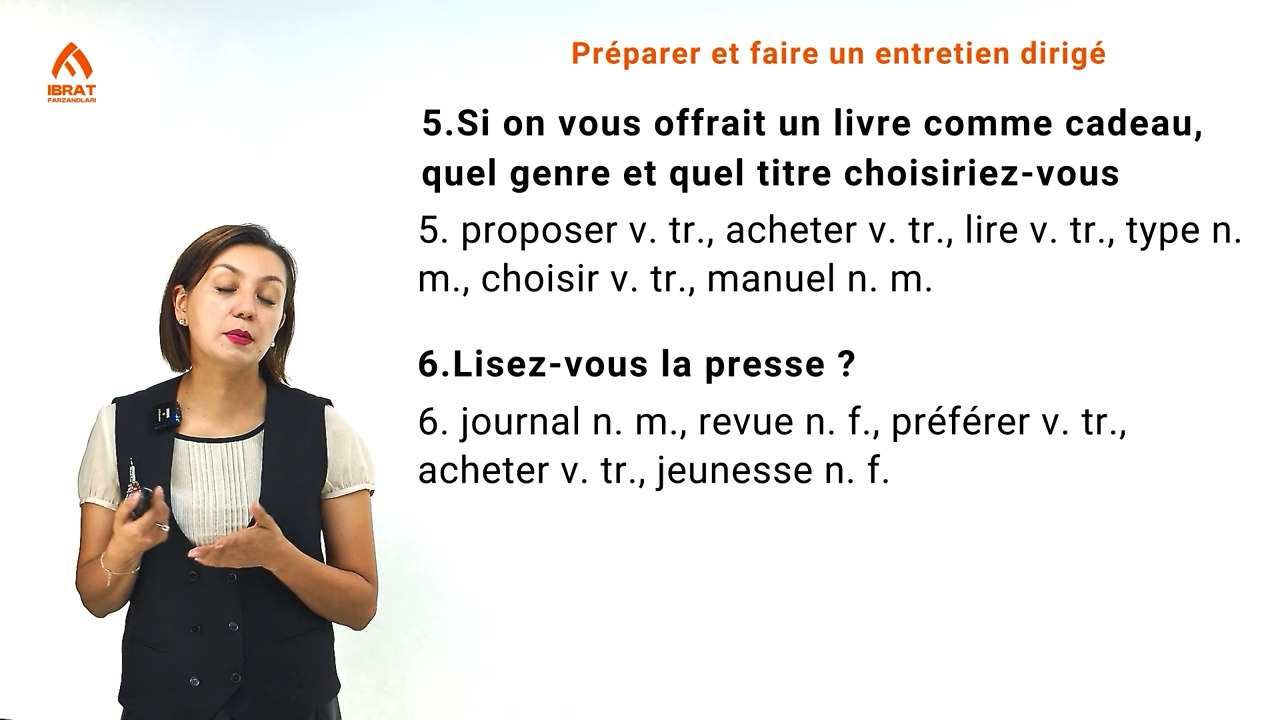 IBRAT
FARZANDLARI
Préparer et faire un entretien dirigé
5.Si on vous offrait un livre comme cadeau,
quel genre et quel titre choisiriez-vous
5. proposer v. tr., acheter v. tr., lire v. tr., type n.
m., choisir v. tr., manuel n. m.
6.Lisez-vous la presse ?
6. journal n. m., revue n. f., préférer v. tr.,
acheter v. tr., jeunesse n. f.